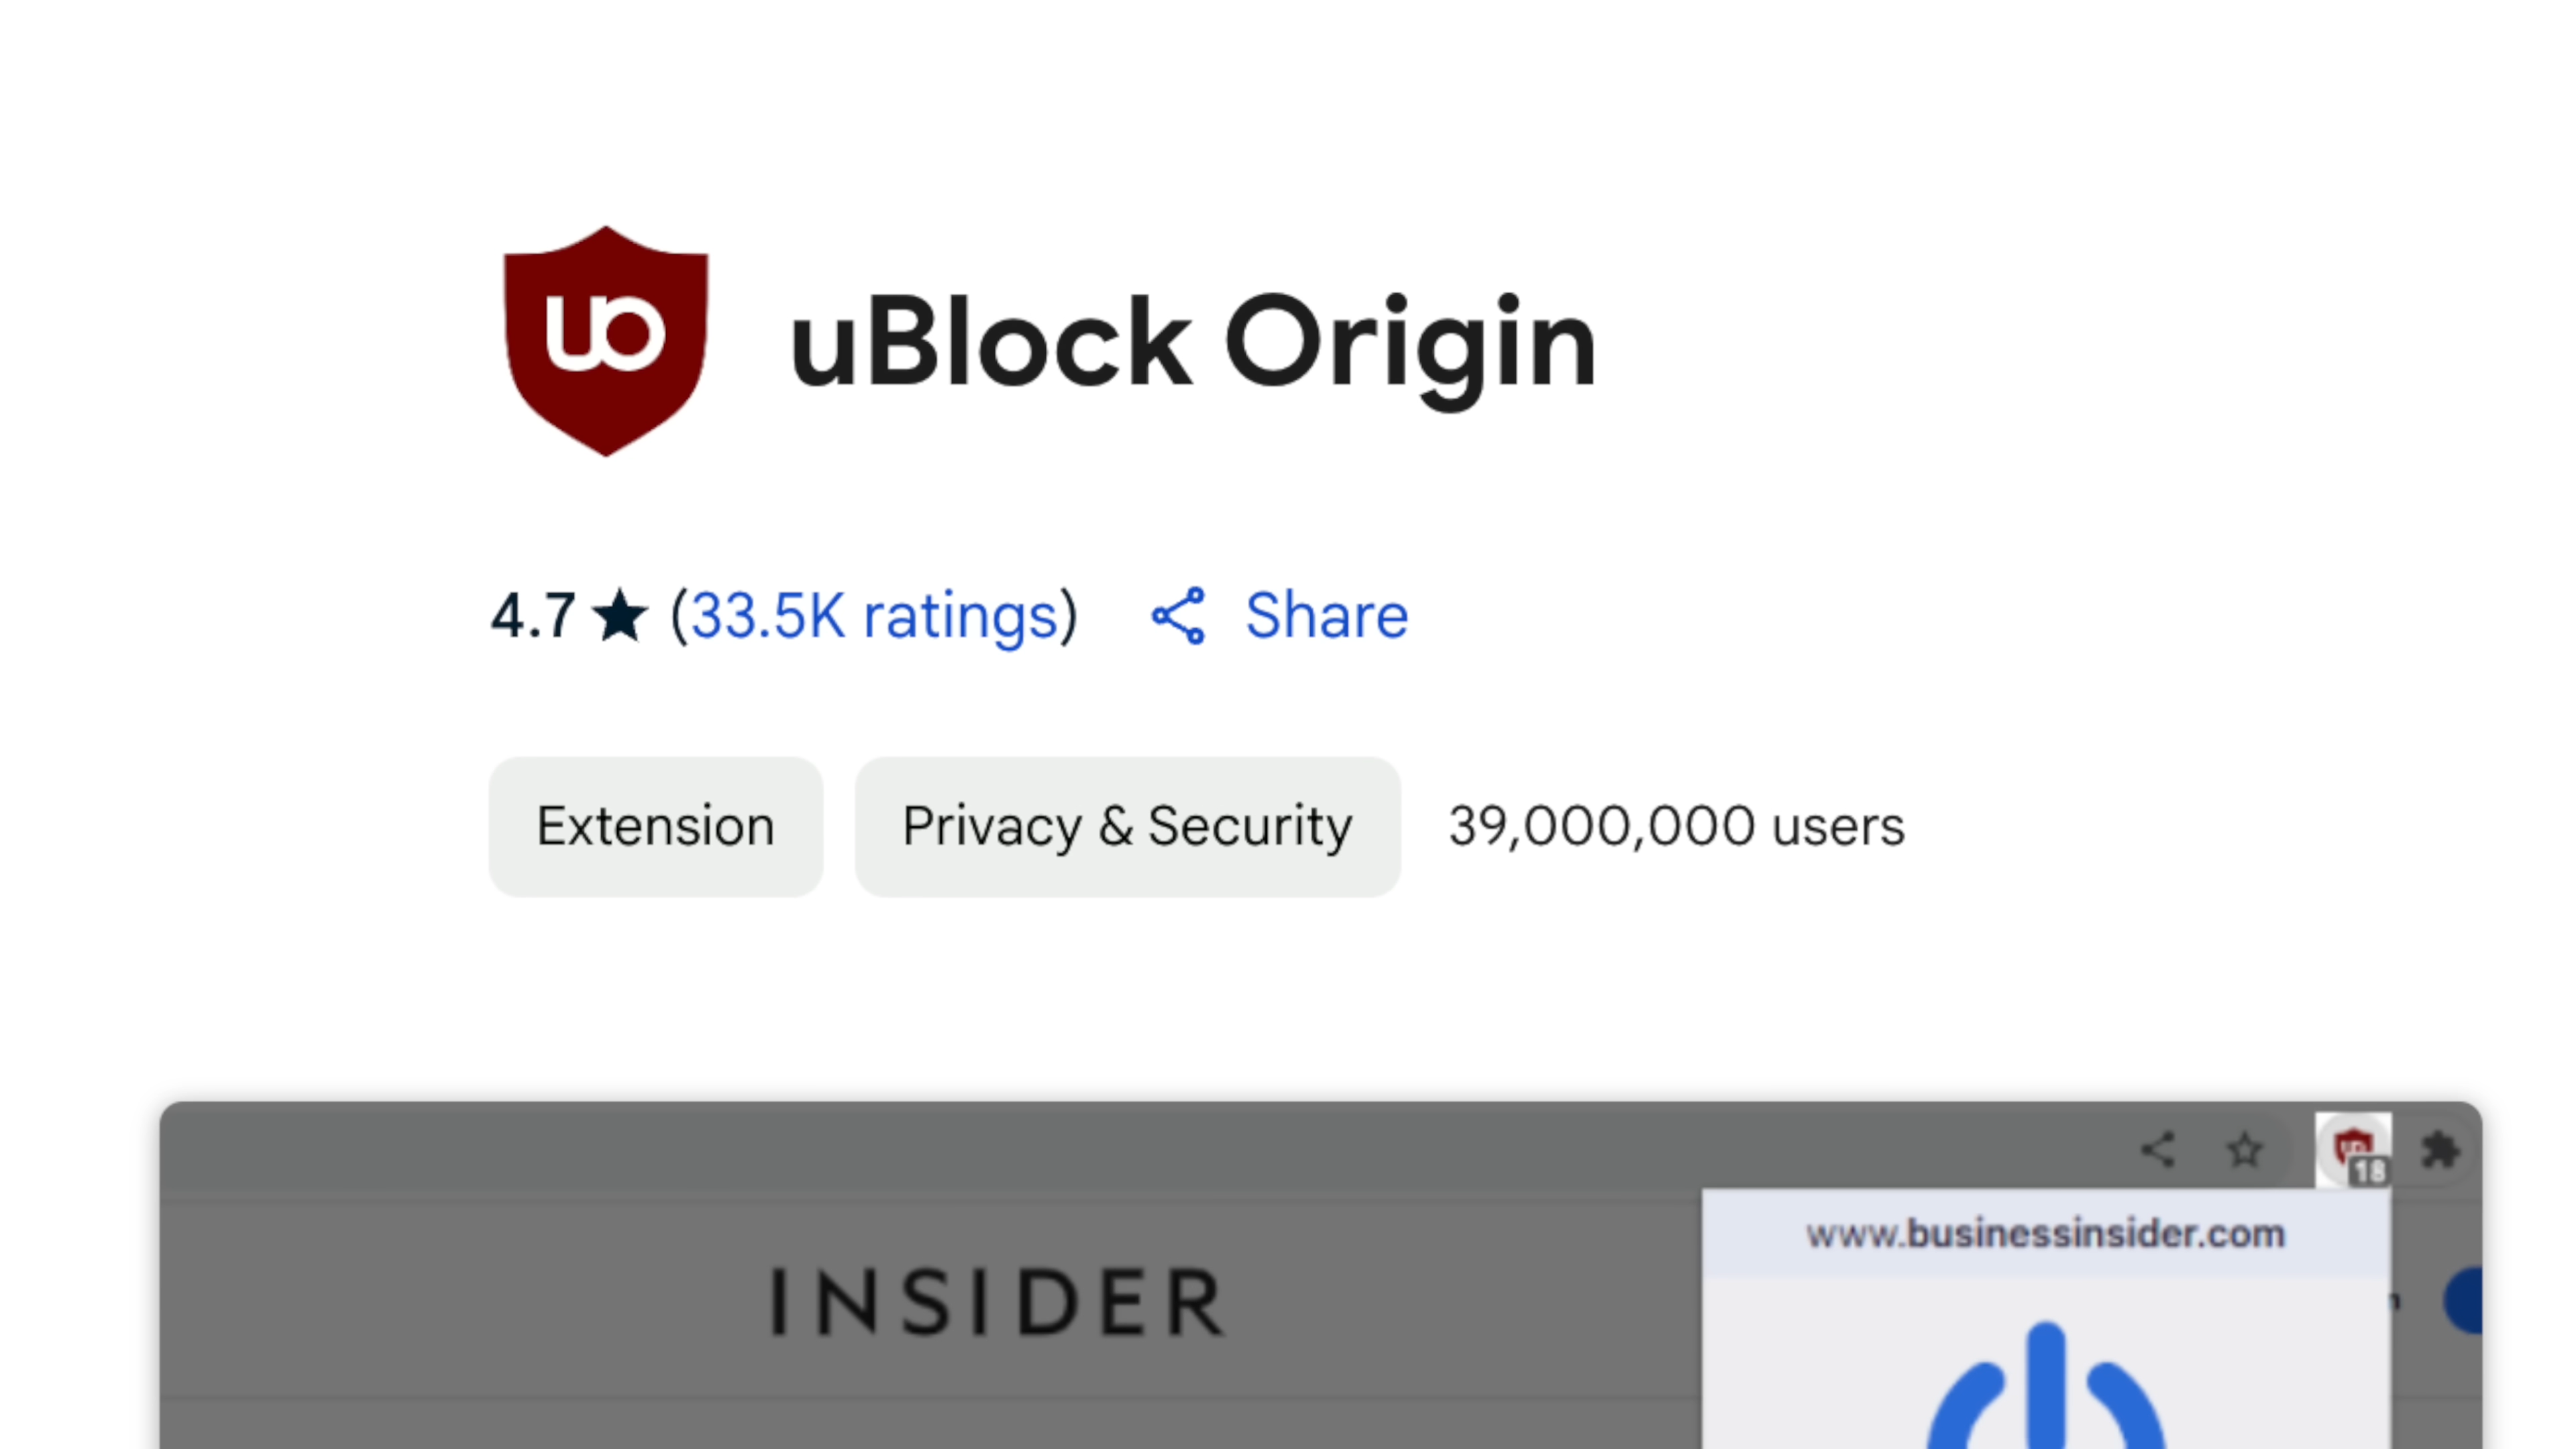 uBlock Origin
4.7 ★ (33.5K ratings) Share
Extension Privacy & Security 39,000,000 users
18
www.businessinsider.com
INSIDER